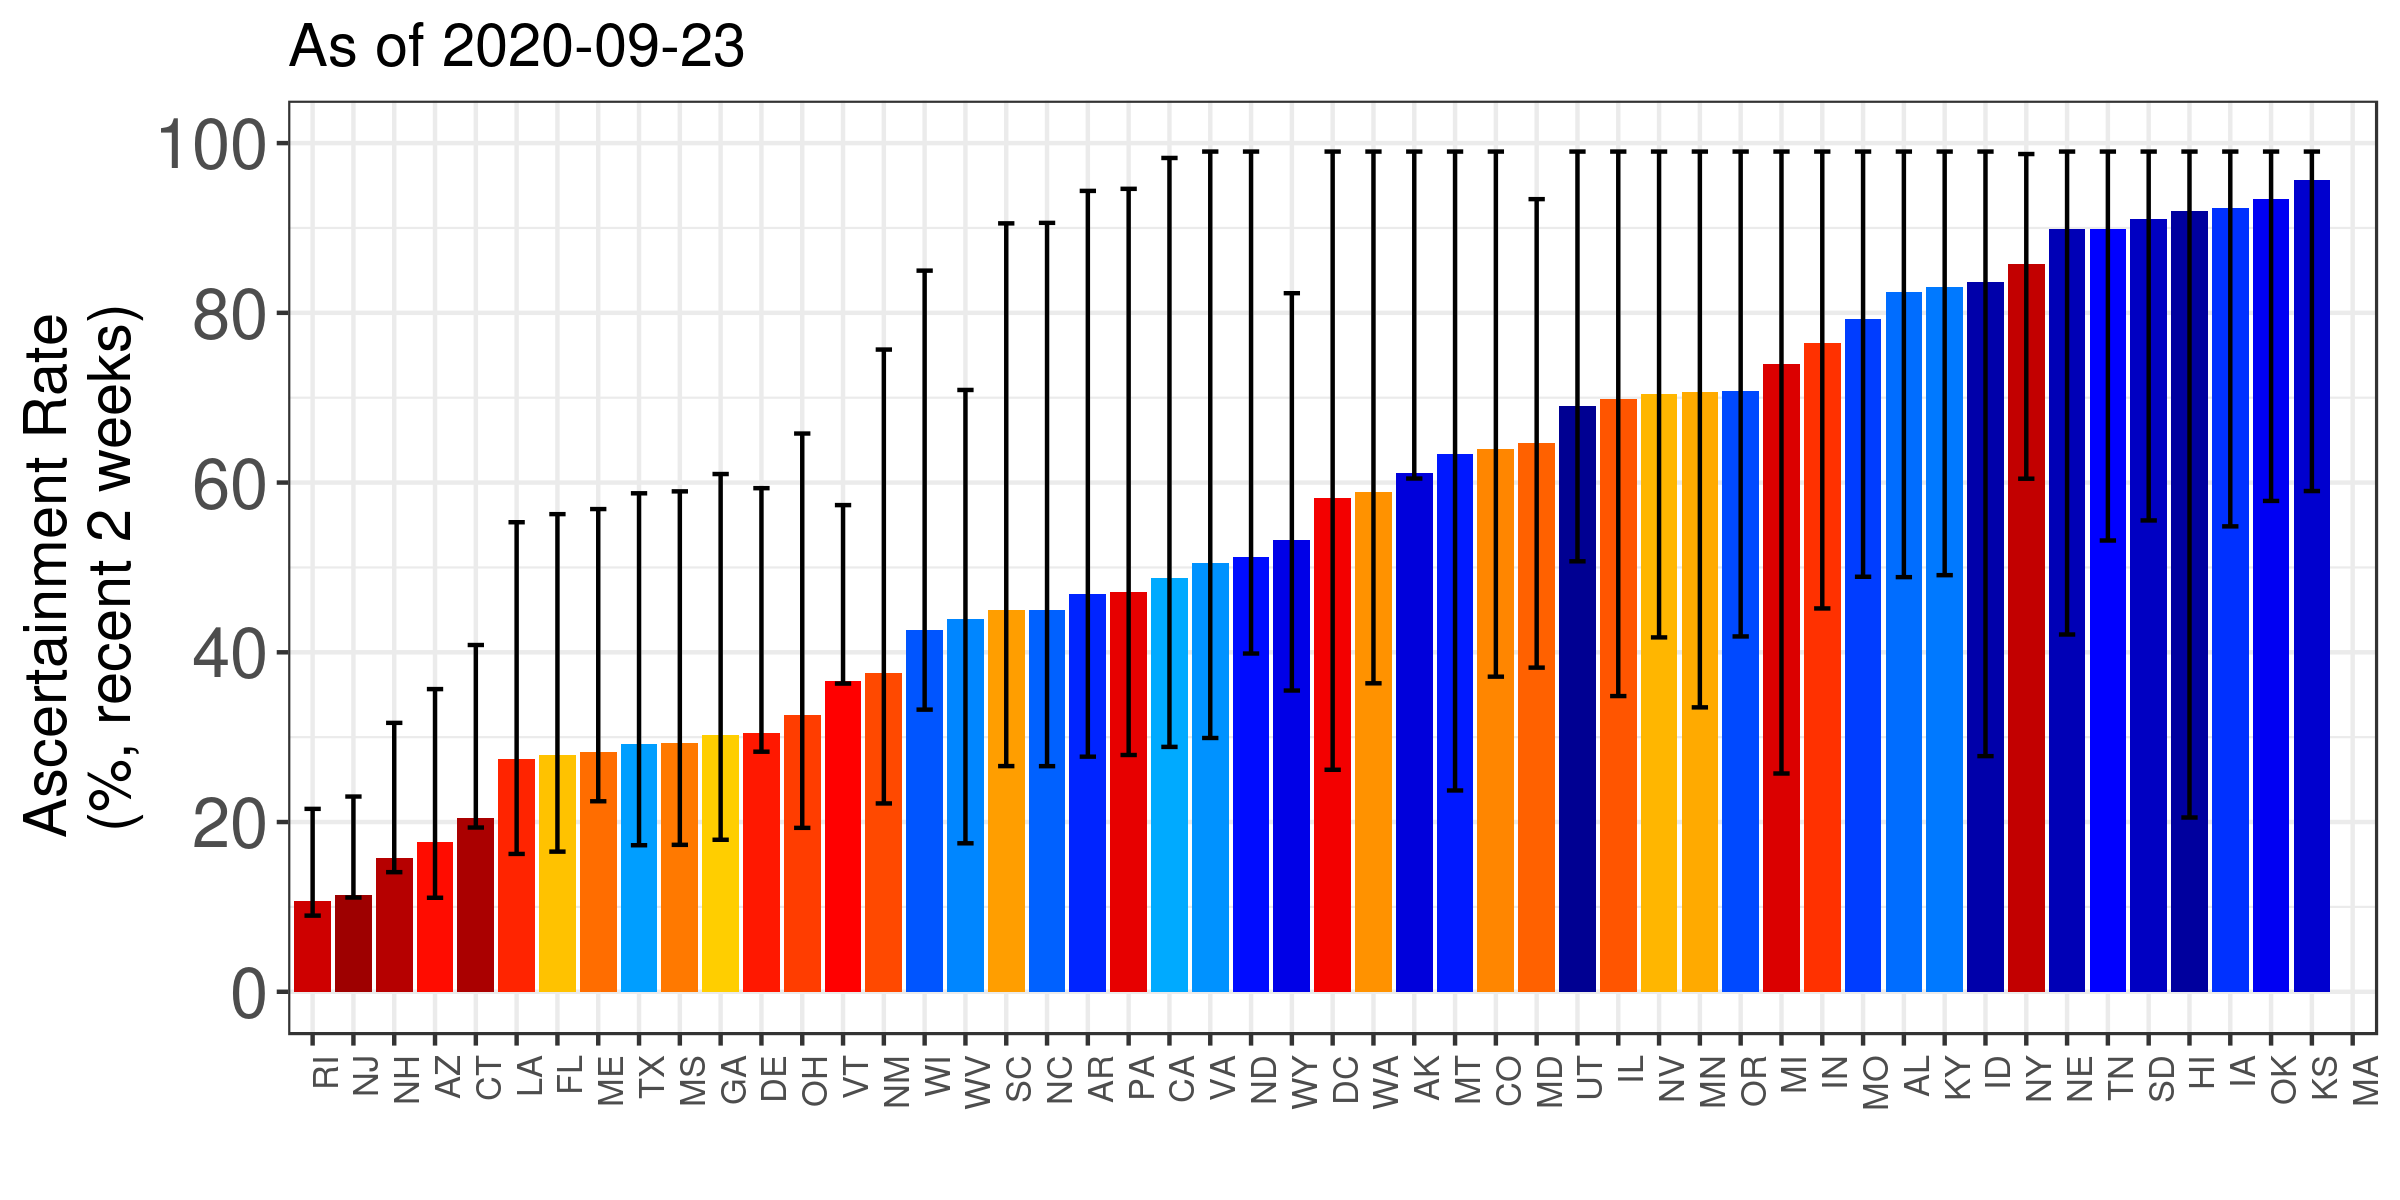 As of 2020-09-23
Ascertainment Rate
(%, recent 2 weeks)
100
80
60
40
20
0
RI NJ NH AZ CT LA FL ME TX MS GA DE OH VT NM WI WV SC NC AR PA CA VA ND WY DC WA AK MT CO MD UT IL NV MN OR MI IN MO AL KY ID NY NE TN SD HI IA OK KS MA